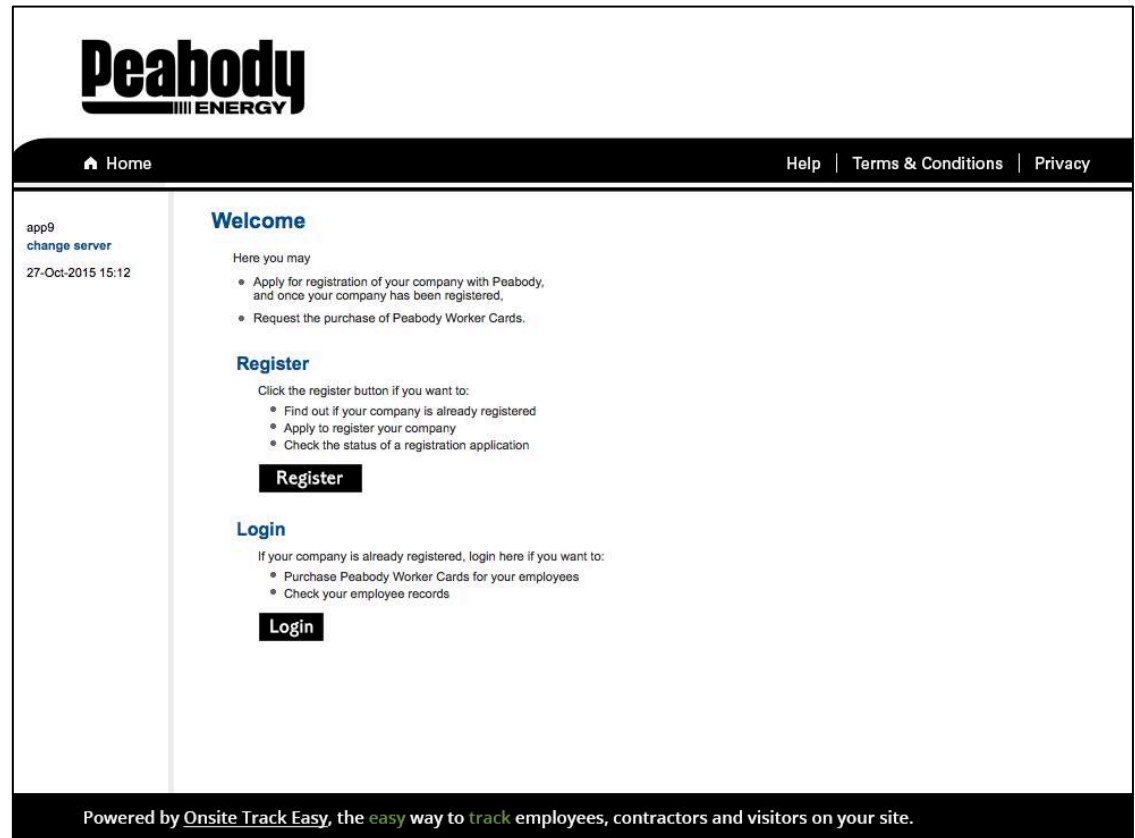 Peabody
ENERGY
Home
Help | Terms & Conditions | Privacy
app9
change server
27-Oct-2015 15:12
Welcome
Here you may
• Apply for registration of your company with Peabody,
and once your company has been registered,
• Request the purchase of Peabody Worker Cards.
Register
Click the register button if you want to:
• Find out if your company is already registered
• Apply to register your company
• Check the status of a registration application
Register
Login
If your company is already registered, login here if you want to:
• Purchase Peabody Worker Cards for your employees
• Check your employee records
Login
Powered by Onsite Track Easy, the easy way to track employees, contractors and visitors on your site.